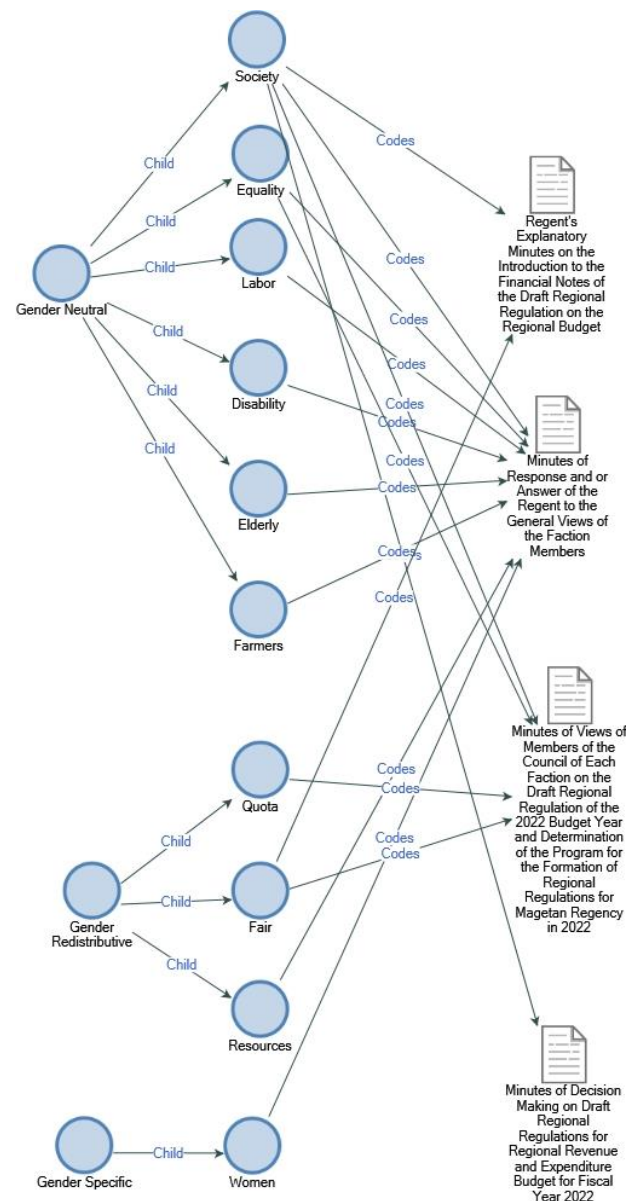 Society
Codes
Child
Regent's
Explanatory
Minutes on the
Introduction to the
Financial Notes of
the Draft Regional
Regulation on the
Regional Budget
Equality
Child
Labor
Codes
Child
Gender Neutral
Codes
Child
Disability
Codes
Codes
Codes
Child
Minutes of
Response and or
Answer of the
Regent to the
General Views of
the Faction
Members
Child
Codes
Codes
Elderly
Codes
Codes
Farmers
Minutes of Views of
Members of the
Council of Each
Faction on the
Draft Regional
Regulation of the
2022 Budget Year
and Determination
of the Program for
the Formation of
Regional
Regulations for
Magetan Regency
in 2022
Codes
Codes
Quota
Child
Codes
Codes
Child
Gender
Redistributive
Fair
Child
Resources
Minutes of Decision
Making on Draft
Regional
Regulations for
Regional Revenue
and Expenditure
Budget for Fiscal
Year 2022
Child
Gender Specific
Women